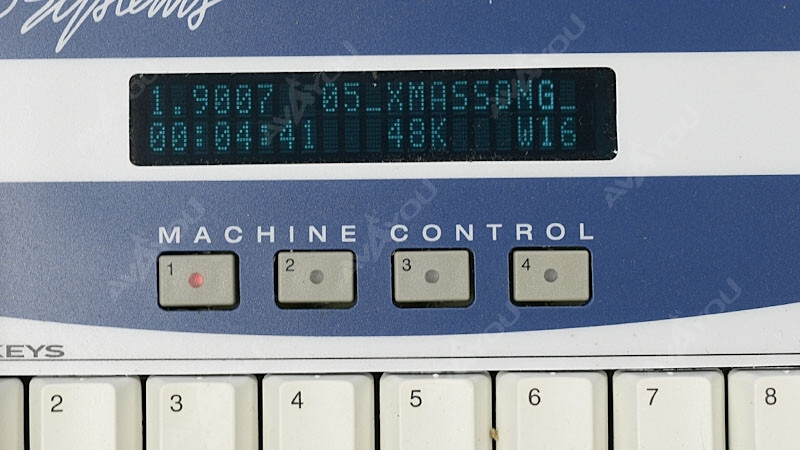 Systems
1.9007 05_XMASSONG_
00:04:41 48K W16
MACHINE CONTROL
1 2 3 4
KEYS
2 3 4 5 6 7 8